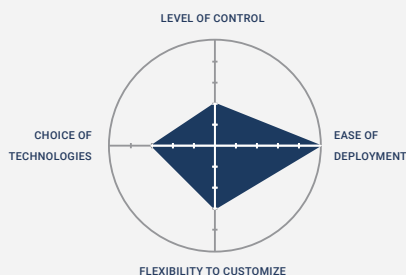 LEVEL OF CONTROL
CHOICE OF
TECHNOLOGIES
EASE OF
DEPLOYMENT
FLEXIBILITY TO CUSTOMIZE